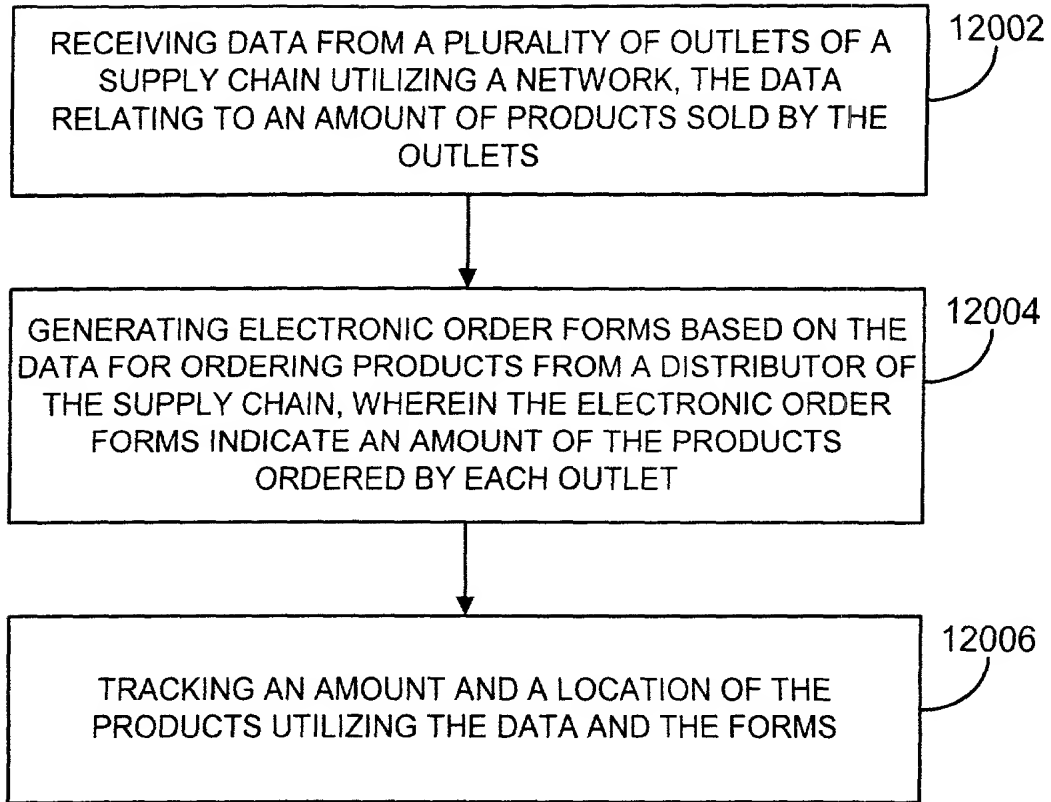 RECEIVING DATA FROM A PLURALITY OF OUTLETS OF A
SUPPLY CHAIN UTILIZING A NETWORK, THE DATA
RELATING TO AN AMOUNT OF PRODUCTS SOLD BY THE
OUTLETS
12002
GENERATING ELECTRONIC ORDER FORMS BASED ON THE
DATA FOR ORDERING PRODUCTS FROM A DISTRIBUTOR OF
THE SUPPLY CHAIN, WHEREIN THE ELECTRONIC ORDER
FORMS INDICATE AN AMOUNT OF THE PRODUCTS
ORDERED BY EACH OUTLET
12004
TRACKING AN AMOUNT AND A LOCATION OF THE
PRODUCTS UTILIZING THE DATA AND THE FORMS
12006